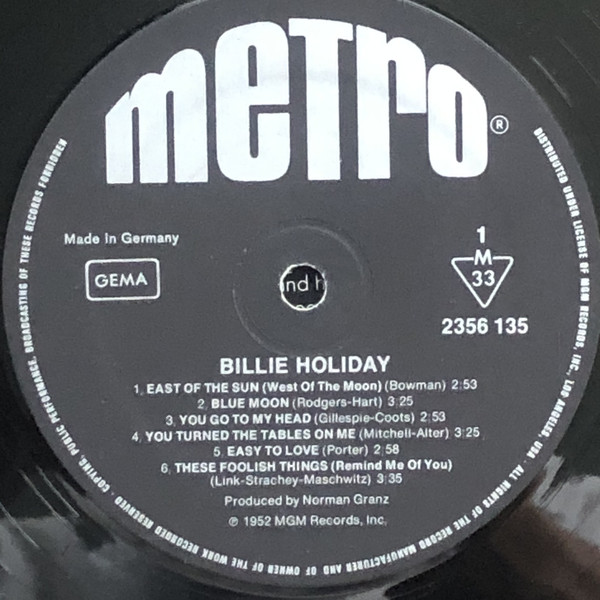 metro®
Made In Germany
GEMA
1
M
33
2356 135
nd h
BILLIE HOLIDAY
1. EAST OF THE SUN (West Of The Moon) (Bowman) 2:53
2. BLUE MOON (Rodgers-Hart) 3:25
3. YOU GO TO MY HEAD (Gillespie-Coots) 2:53
4. YOU TURNED THE TABLES ON ME (Mitchell-Alter) 3:25
5. EASY TO LOVE (Porter) 2:58
6. THESE FOOLISH THINGS (Remind Me Of You)
(Link-Strachey-Maschwitz) 3:35
Produced by Norman Granz
℗ 1952 MGM Records, Inc.
DISTRIBUTED UNDER LICENSE OF MGM RECORDS, INC., LOS ANGELES, USA · ALL RIGHTS OF THE RECORD MANUFACTURER AND OF OWNER OF THE WORK RECORDED RESERVED · COPYING, PUBLIC PERFORMANCE, BROADCASTING OF THESE RECORDS FORBIDDEN